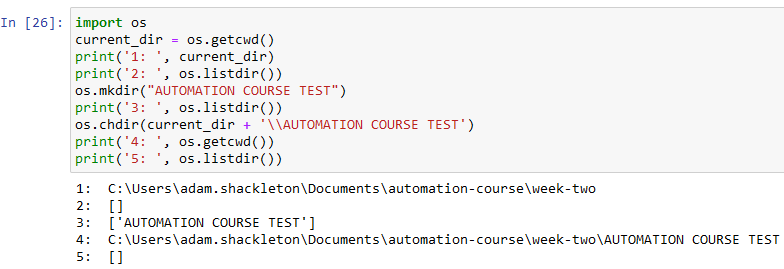 In [26]: import os
current_dir = os.getcwd()
print('1: ', current_dir)
print('2: ', os.listdir())
os.mkdir("AUTOMATION COURSE TEST")
print('3: ', os.listdir())
os.chdir(current_dir + '\\AUTOMATION COURSE TEST')
print('4: ', os.getcwd())
print('5: ', os.listdir())
1:  C:\Users\adam.shackleton\Documents\automation-course\week-two
2:  []
3:  ['AUTOMATION COURSE TEST']
4:  C:\Users\adam.shackleton\Documents\automation-course\week-two\AUTOMATION COURSE TEST
5:  []